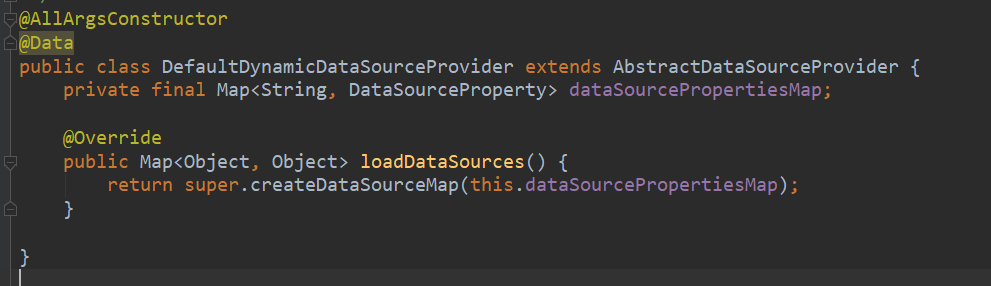 @AllArgsConstructor
@Data
public class DefaultDynamicDataSourceProvider extends AbstractDataSourceProvider {
    private final Map<String, DataSourceProperty> dataSourcePropertiesMap;
    @Override
    public Map<Object, Object> loadDataSources() {
        return super.createDataSourceMap(this.dataSourcePropertiesMap);
    }
}